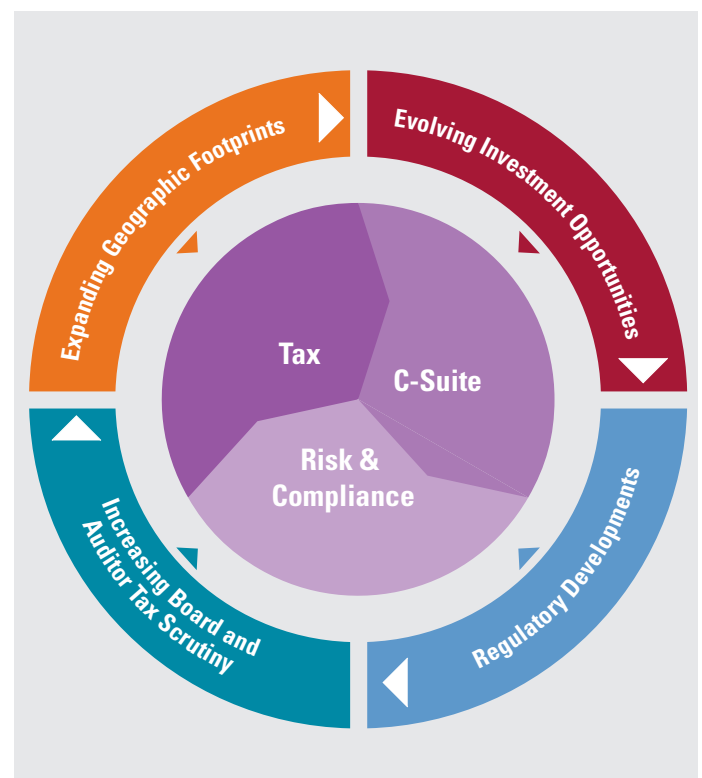 Expanding Geographic Footprints
Evolving Investment Opportunities
Tax
C-Suite
Risk &
Compliance
Increasing Board and
Auditor Tax Scrutiny
Regulatory Developments